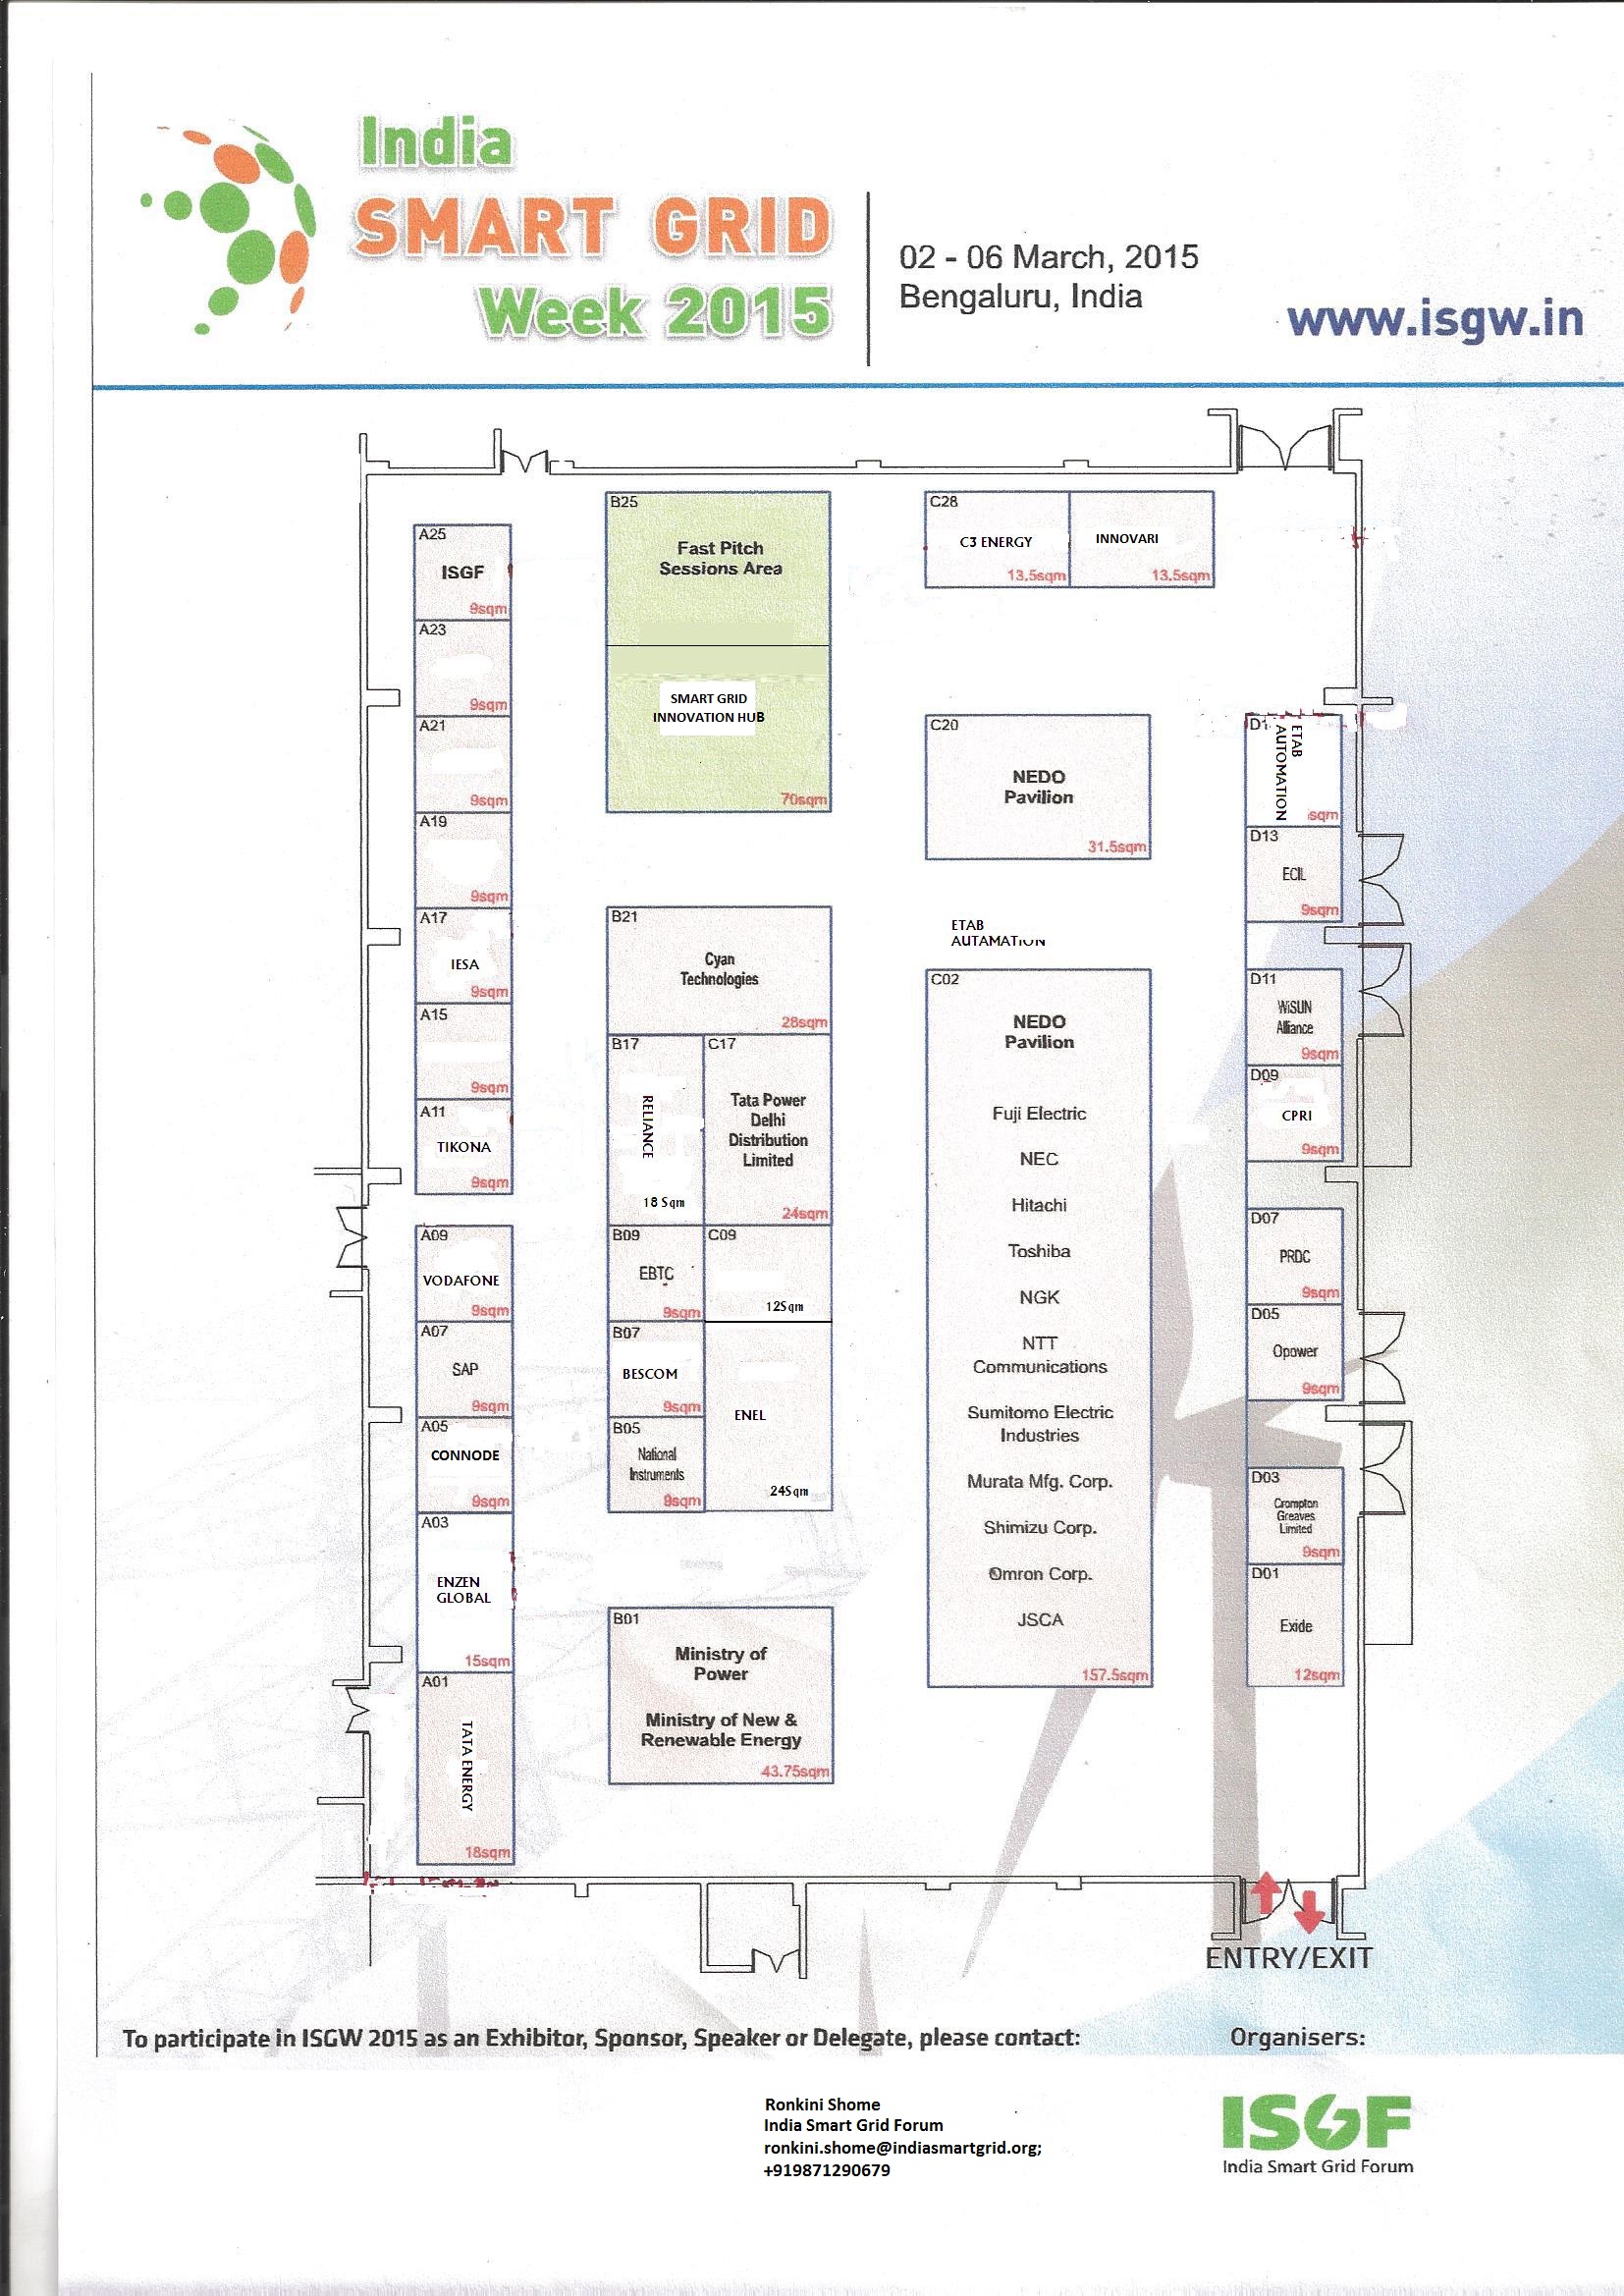 India
SMART GRID
Week 2015
02 - 06 March, 2015
Bengaluru, India
www.isgw.in
A25
ISGF
9sqm
A23
9sqm
A21
9sqm
A19
9sqm
A17
IESA
9sqm
A15
9sqm
A11
TIKONA
9sqm
A09
VODAFONE
9sqm
A07
SAP
9sqm
A05
CONNODE
9sqm
A03
ENZEN
GLOBAL
15sqm
A01
TATA ENERGY
18sqm
B25
Fast Pitch
Sessions Area
SMART GRID
INNOVATION HUB
70sqm
B21
Cyan
Technologies
28sqm
B17
RELIANCE
18 Sqm
C17
Tata Power
Delhi
Distribution
Limited
24sqm
B09
EBTC
9sqm
C09
12Sqm
B07
BESCOM
9sqm
ENEL
24Sqm
B05
National
Instruments
9sqm
B01
Ministry of
Power
Ministry of New &
Renewable Energy
43.75sqm
C28
C3 ENERGY
13.5sqm
INNOVARI
13.5sqm
C20
NEDO
Pavilion
31.5sqm
ETAB
AUTAMATION
C02
NEDO
Pavilion
Fuji Electric
NEC
Hitachi
Toshiba
NGK
NTT
Communications
Sumitomo Electric
Industries
Murata Mfg. Corp.
Shimizu Corp.
Omron Corp.
JSCA
157.5sqm
D1
ETAB
AUTOMATION
sqm
D13
ECIL
9sqm
D11
WiSUN
Alliance
9sqm
D09
CPRI
9sqm
D07
PRDC
9sqm
D05
Opower
9sqm
D03
Crompton
Greaves
Limited
9sqm
D01
Exide
12sqm
ENTRY/EXIT
To participate in ISGW 2015 as an Exhibitor, Sponsor, Speaker or Delegate, please contact:
Organisers:
Ronkini Shome
India Smart Grid Forum
ronkini.shome@indiasmartgrid.org;
+919871290679
ISGF
India Smart Grid Forum